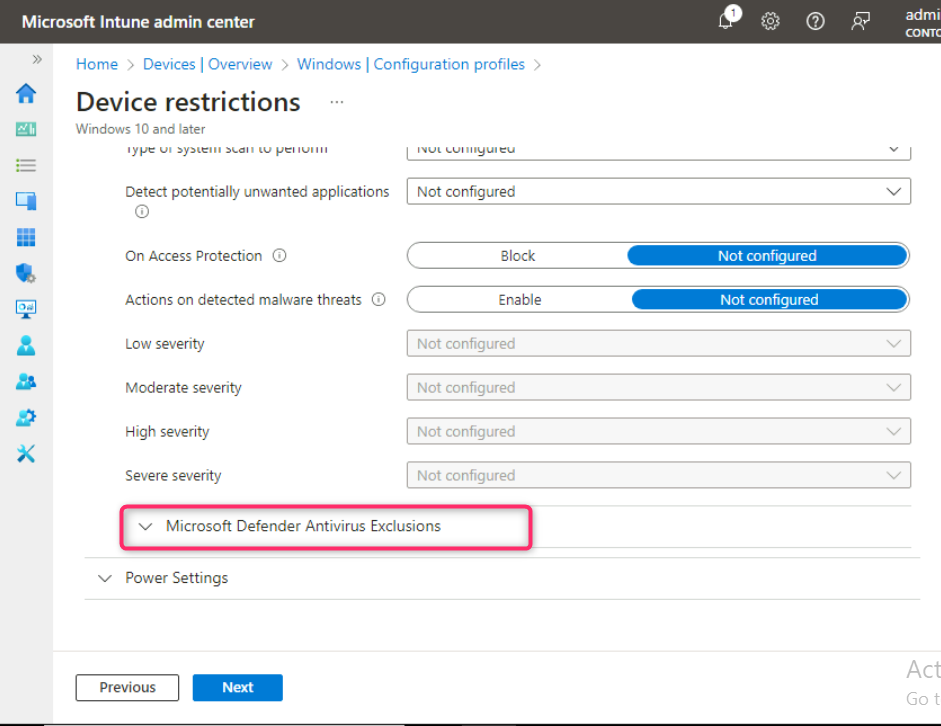 Microsoft Intune admin center
1
admi
CONTO
Home > Devices | Overview > Windows | Configuration profiles >
Device restrictions ...
Windows 10 and later
Type of system scan to perform Not configured
Detect potentially unwanted applications Not configured
On Access Protection Block Not configured
Actions on detected malware threats Enable Not configured
Low severity Not configured
Moderate severity Not configured
High severity Not configured
Severe severity Not configured
Microsoft Defender Antivirus Exclusions
Power Settings
Previous Next
Act
Go t